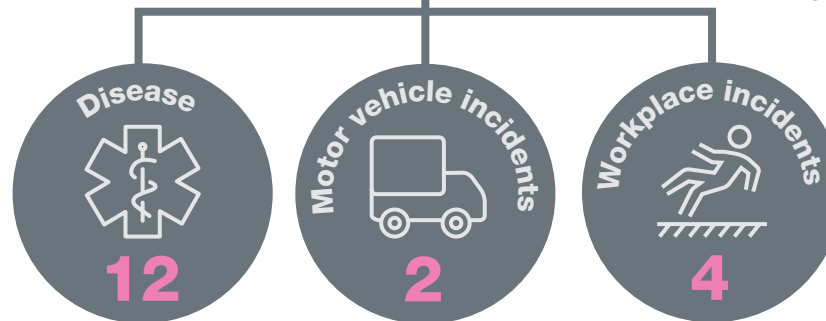 Disease
12
Motor vehicle incidents
2
Workplace incidents
4